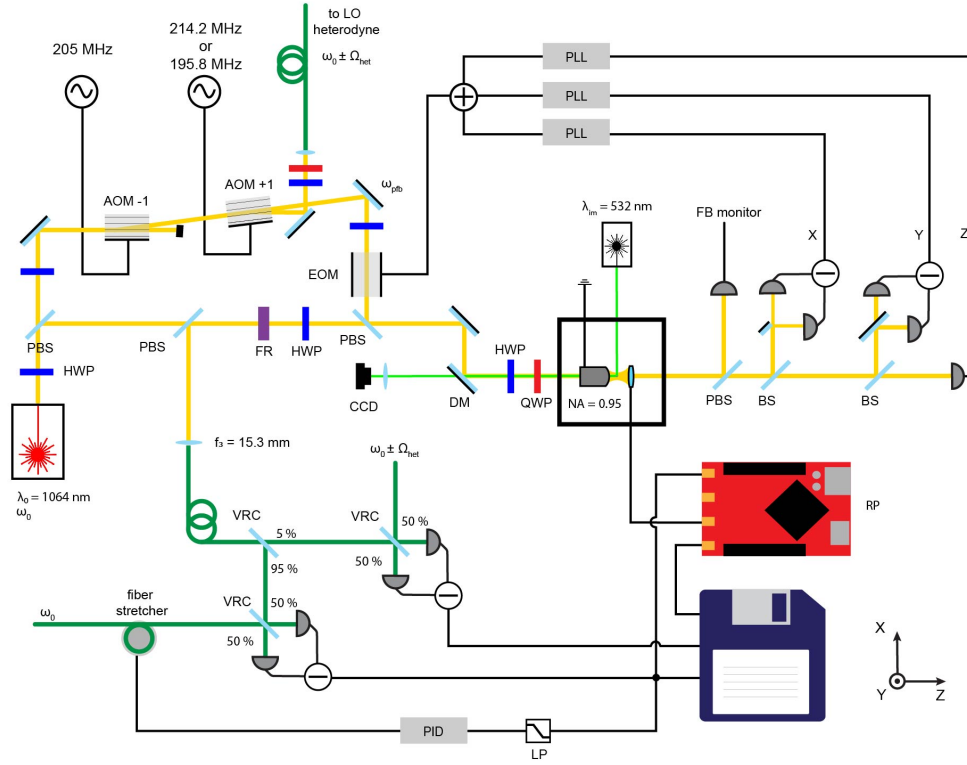 to LO
heterodyne
ω₀ ± Ωhet
205 MHz
214.2 MHz
or
195.8 MHz
PLL
PLL
PLL
AOM -1
AOM +1
ωpfb
λim = 532 nm
FB monitor
X
Y
Z
EOM
PBS
PBS
FR
HWP
PBS
HWP
HWP
QWP
DM
CCD
NA = 0.95
PBS
BS
BS
λ₀ = 1064 nm
ω₀
f₃ = 15.3 mm
ω₀ ± Ωhet
VRC
5 %
95 %
VRC
50 %
50 %
RP
fiber
stretcher
ω₀
VRC
50 %
50 %
PID
LP
X
Y
Z